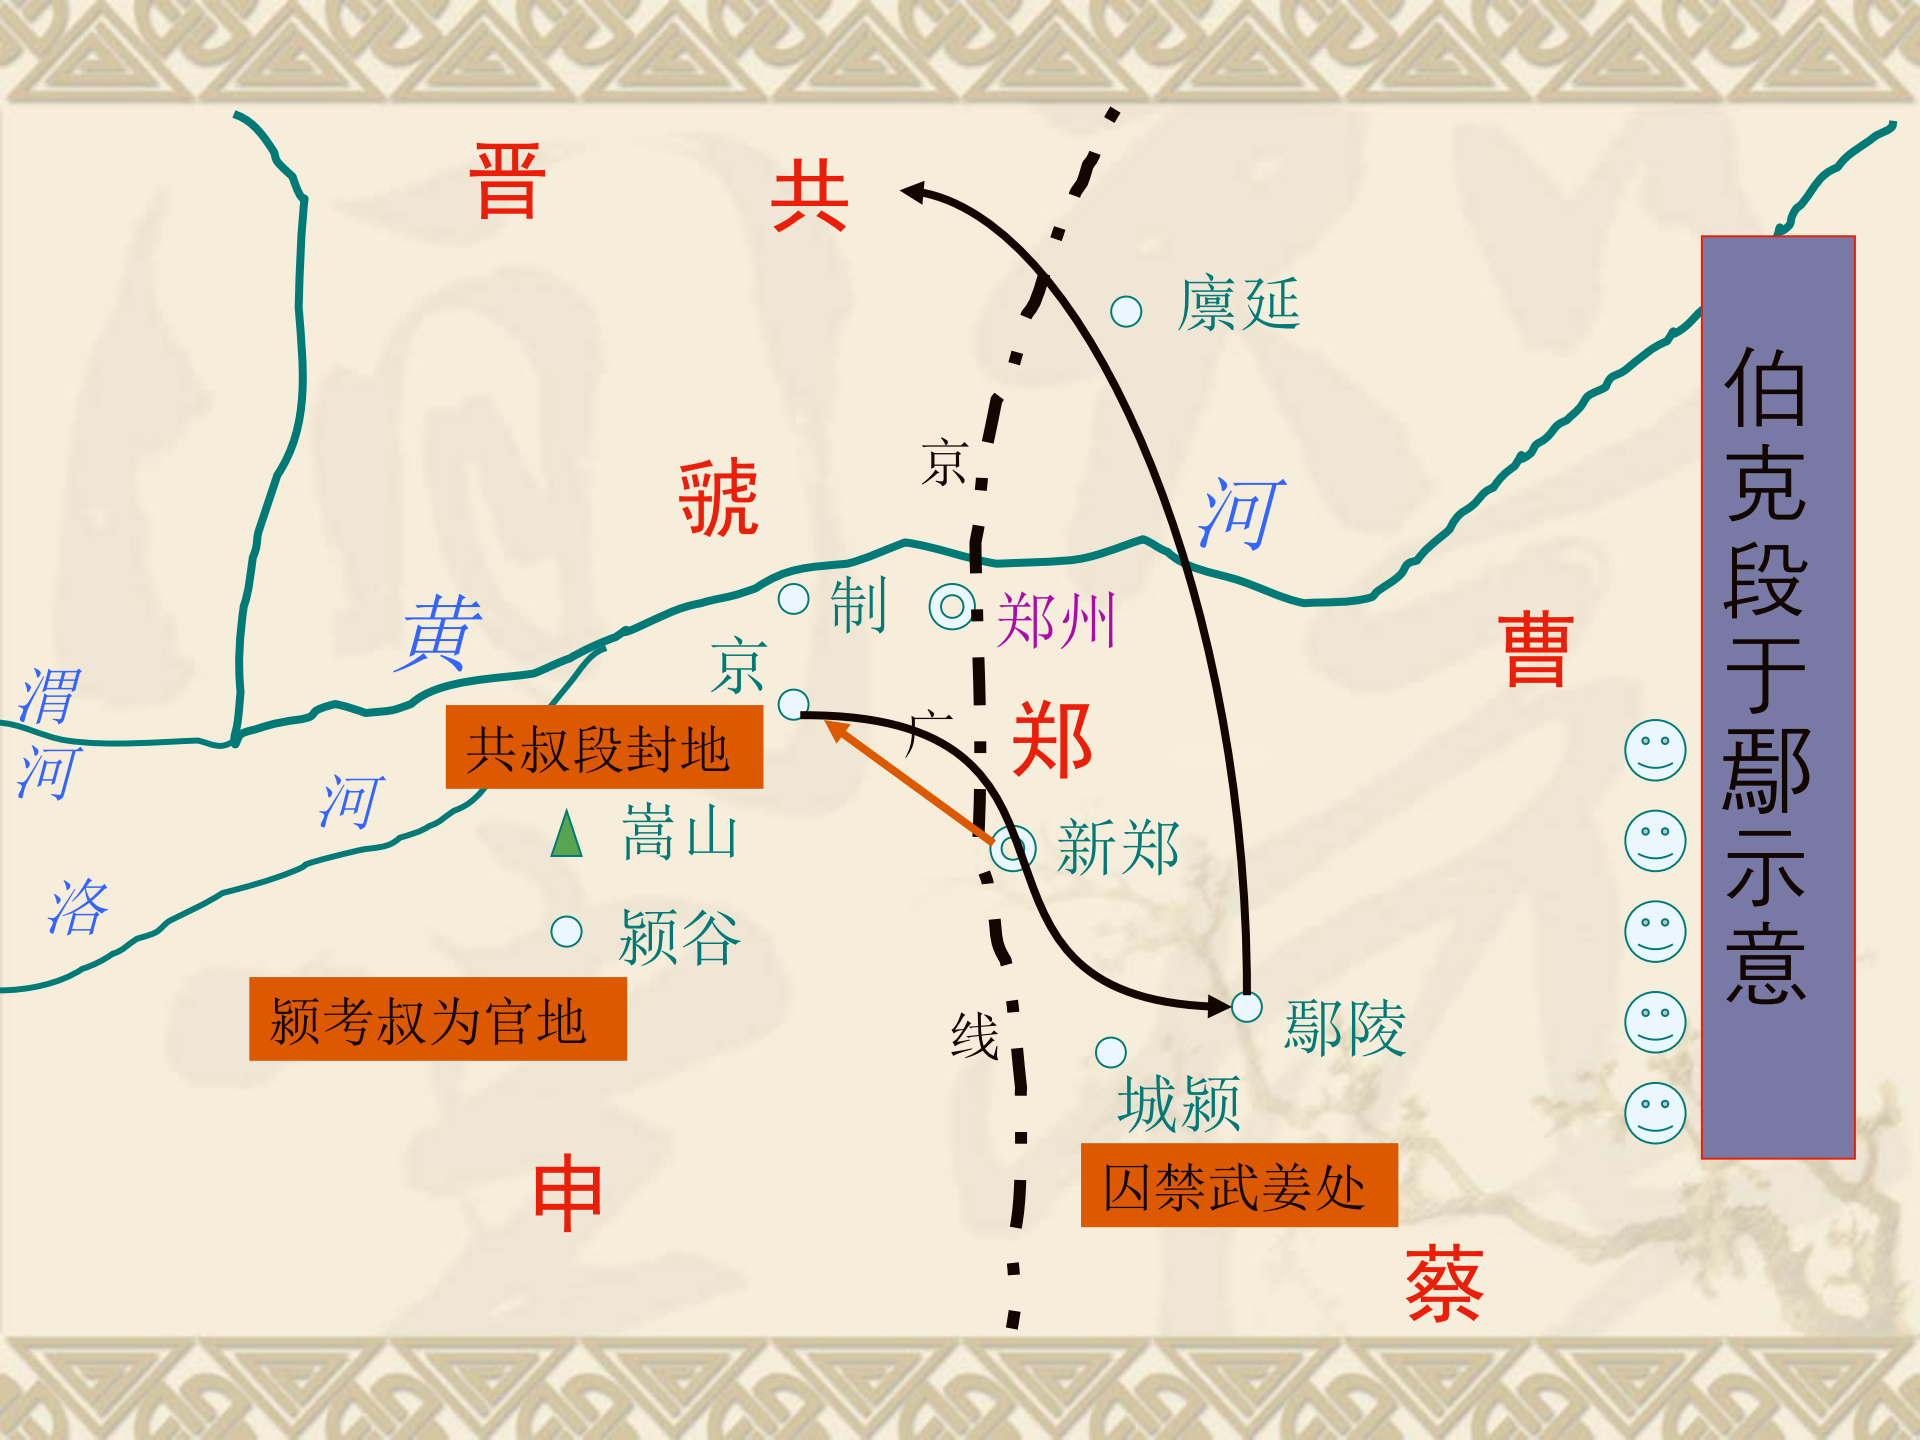 晋
共
廪延
京
虢
河
制
郑州
黄
京
曹
渭
河
广
郑
共叔段封地
河
嵩山
新郑
洛
颍谷
颍考叔为官地
线
鄢陵
城颍
囚禁武姜处
申
蔡
伯克段于鄢示意